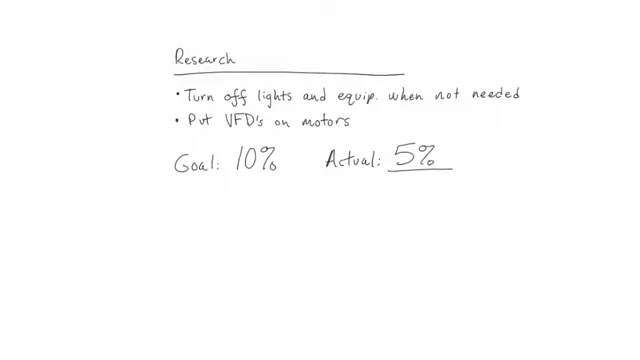 Research
• Turn off lights and equip. when not needed
• Put VFD's on motors
Goal: 10% Actual: 5%